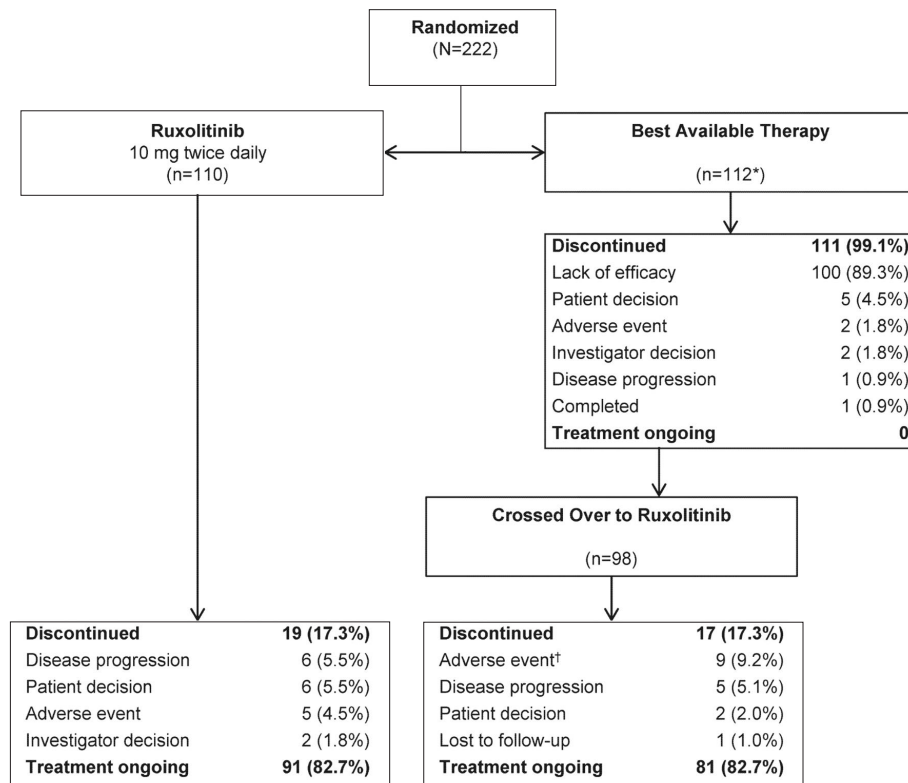 Randomized
(N=222)
Ruxolitinib
10 mg twice daily
(n=110)
Best Available Therapy
(n=112*)
Discontinued 111 (99.1%)
Lack of efficacy 100 (89.3%)
Patient decision 5 (4.5%)
Adverse event 2 (1.8%)
Investigator decision 2 (1.8%)
Disease progression 1 (0.9%)
Completed 1 (0.9%)
Treatment ongoing 0
Crossed Over to Ruxolitinib
(n=98)
Discontinued 19 (17.3%)
Disease progression 6 (5.5%)
Patient decision 6 (5.5%)
Adverse event 5 (4.5%)
Investigator decision 2 (1.8%)
Treatment ongoing 91 (82.7%)
Discontinued 17 (17.3%)
Adverse event† 9 (9.2%)
Disease progression 5 (5.1%)
Patient decision 2 (2.0%)
Lost to follow-up 1 (1.0%)
Treatment ongoing 81 (82.7%)